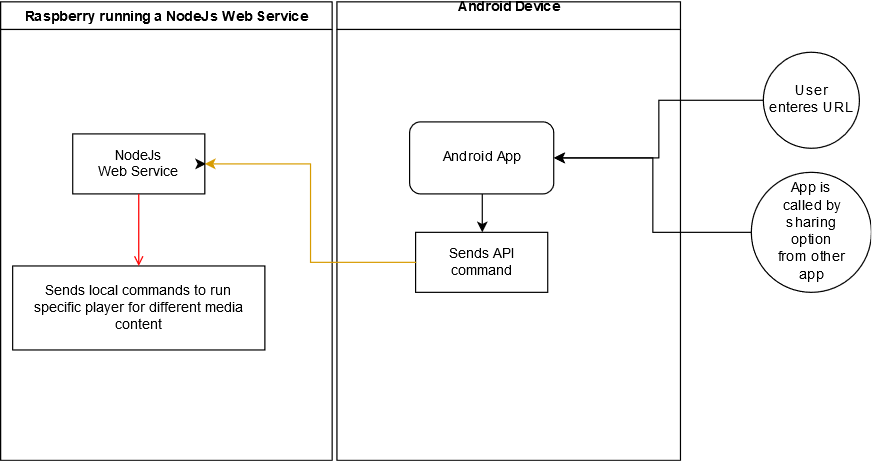 Raspberry running a NodeJs Web Service
Android Device
User
enteres URL
NodeJs
Web Service
Android App
App is
called by
sharing
option
from other
app
Sends API
command
Sends local commands to run
specific player for different media
content